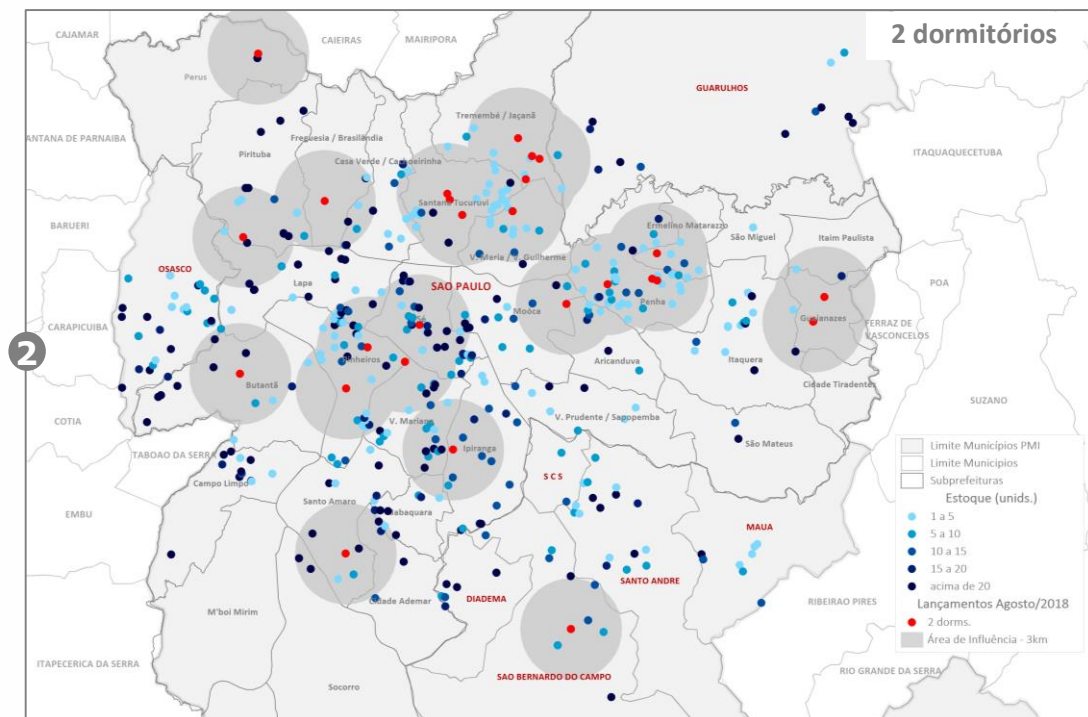 2 dormitórios
CAJAMAR
CAIEIRAS
MAIRIPORA
Perus
GUARULHOS
ANTANA DE PARNAIBA
Tremembé / Jaçanã
Freguesia / Brasilândia
Pirituba
Casa Verde / Cachoeirinha
ITAQUAQUECETUBA
Santana Tucuruvi
BARUERI
Ermelino Matarazzo
São Miguel
Itaim Paulista
V. Maria / V. Guilherme
OSASCO
Lapa
SAO PAULO
POA
Penha
Sé
Mooca
Guaianazes
CARAPICUIBA
FERRAZ DE
VASCONCELOS
2
Pinheiros
Aricanduva
Itaquera
Butantã
Cidade Tiradentes
SUZANO
COTIA
V. Mariana
V. Prudente / Sapopemba
São Mateus
Ipiranga
TABOAO DA SERRA
Campo Limpo
S C S
Santo Amaro
EMBU
Jabaquara
MAUA
SANTO ANDRE
Cidade Ademar
DIADEMA
M'boi Mirim
RIBEIRAO PIRES
ITAPECERICA DA SERRA
SAO BERNARDO DO CAMPO
RIO GRANDE DA SERRA
Socorro
Limite Municípios PMI
Limite Municipios
Subprefeituras
Estoque (unids.)
1 a 5
5 a 10
10 a 15
15 a 20
acima de 20
Lançamentos Agosto/2018
2 dorms.
Área de Influência - 3km